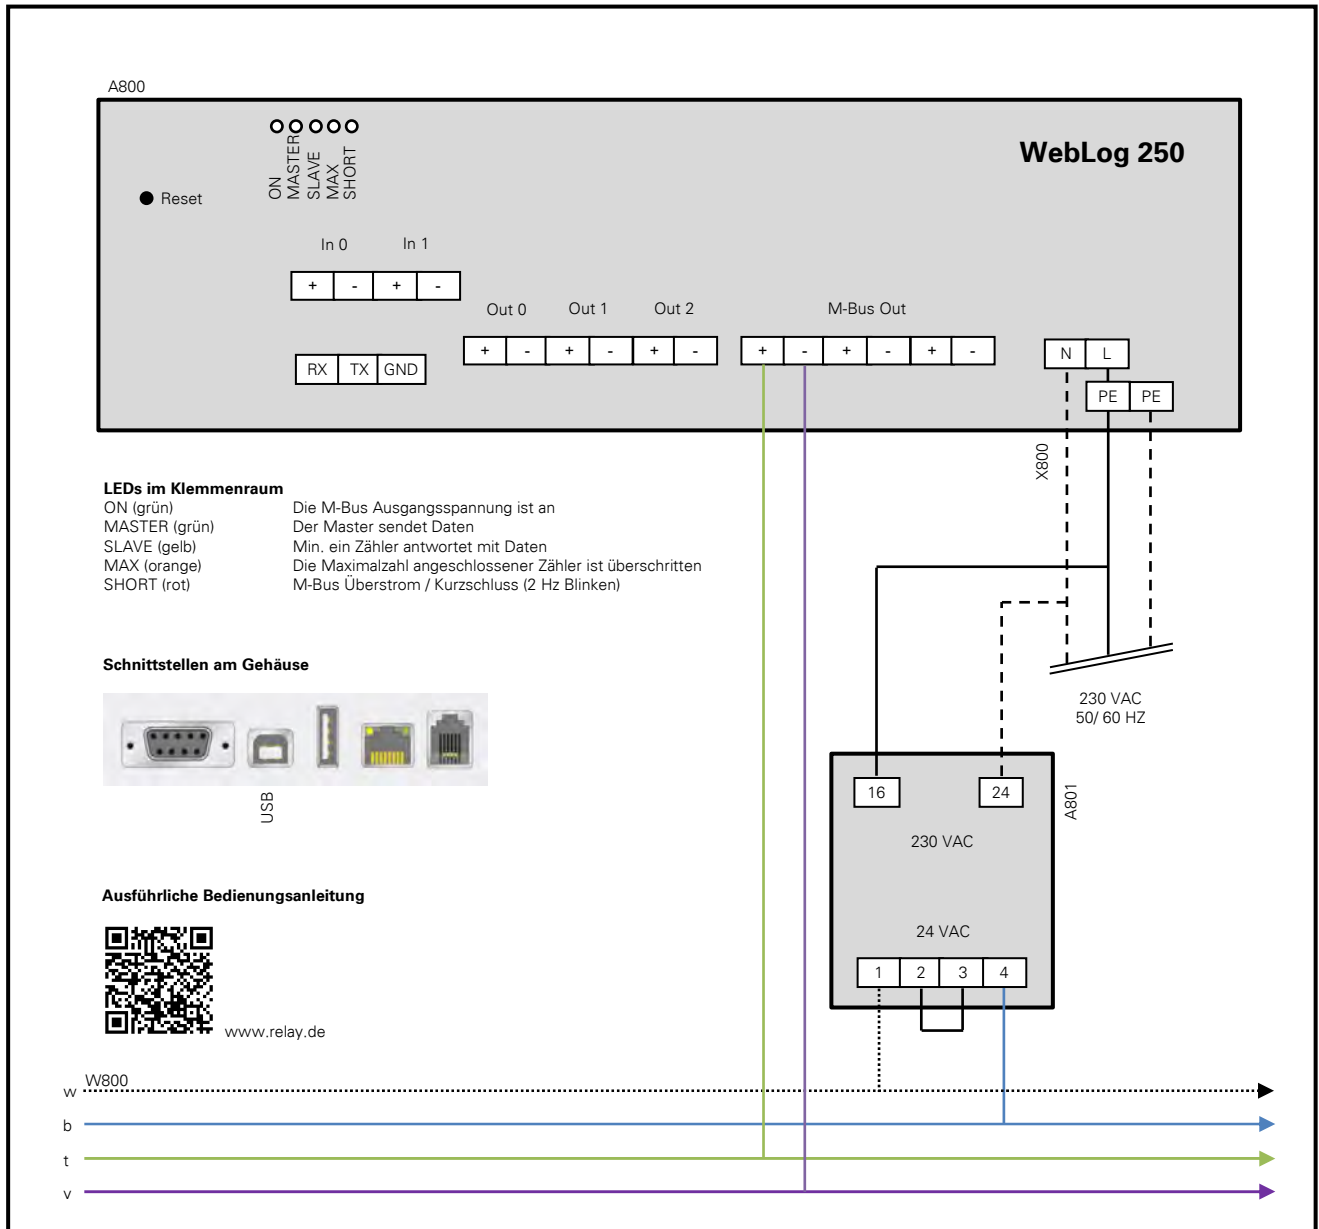 A800
WebLog 250
Reset
ON MASTER SLAVE MAX SHORT
In 0 In 1
+ - + -
Out 0 Out 1 Out 2 M-Bus Out
+ - + - + - + - + - + -
RX TX GND
N L
PE PE
X800
LEDs im Klemmenraum
ON (grün) Die M-Bus Ausgangsspannung ist an
MASTER (grün) Der Master sendet Daten
SLAVE (gelb) Min. ein Zähler antwortet mit Daten
MAX (orange) Die Maximalzahl angeschlossener Zähler ist überschritten
SHORT (rot) M-Bus Überstrom / Kurzschluss (2 Hz Blinken)
Schnittstellen am Gehäuse
USB
230 VAC
50/ 60 HZ
16 24
A801
230 VAC
24 VAC
1 2 3 4
Ausführliche Bedienungsanleitung
www.relay.de
W800
w
b
t
v